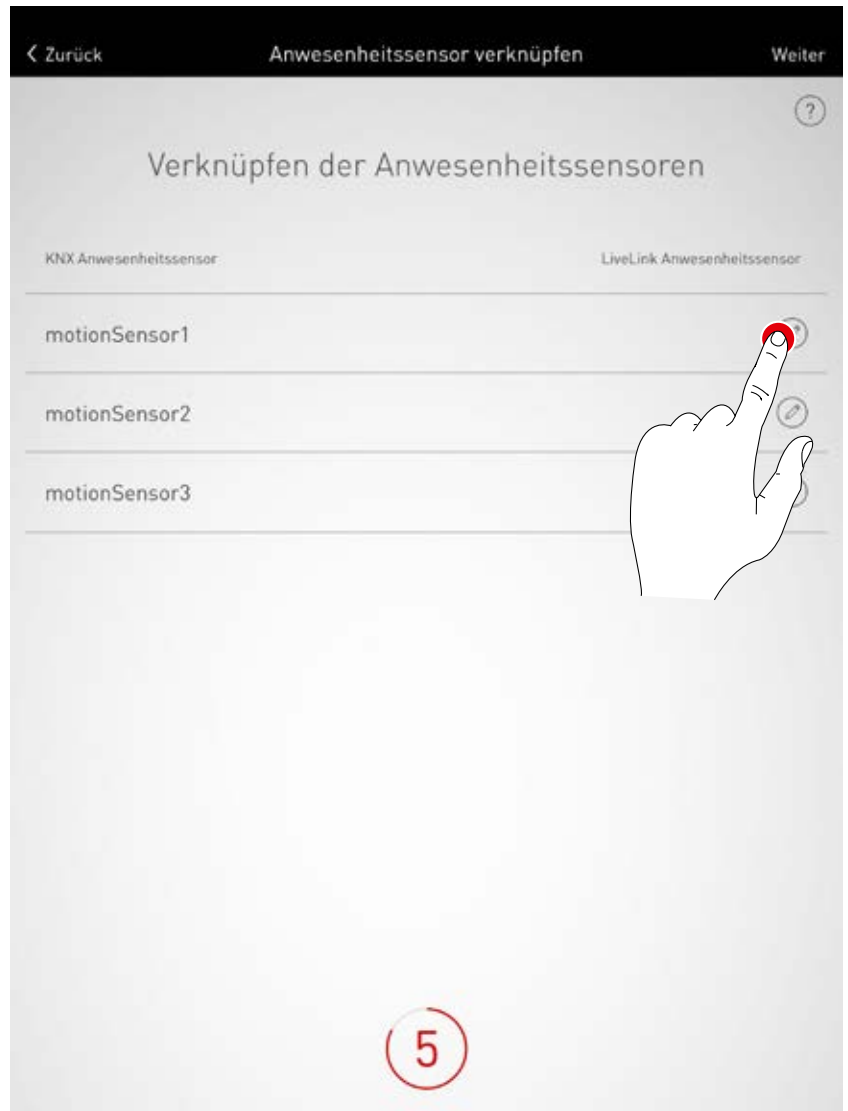 Zurück
Anwesenheitssensor verknüpfen
Weiter
?
Verknüpfen der Anwesenheitssensoren
KNX Anwesenheitssensor
LiveLink Anwesenheitssensor
motionSensor1
motionSensor2
motionSensor3
5